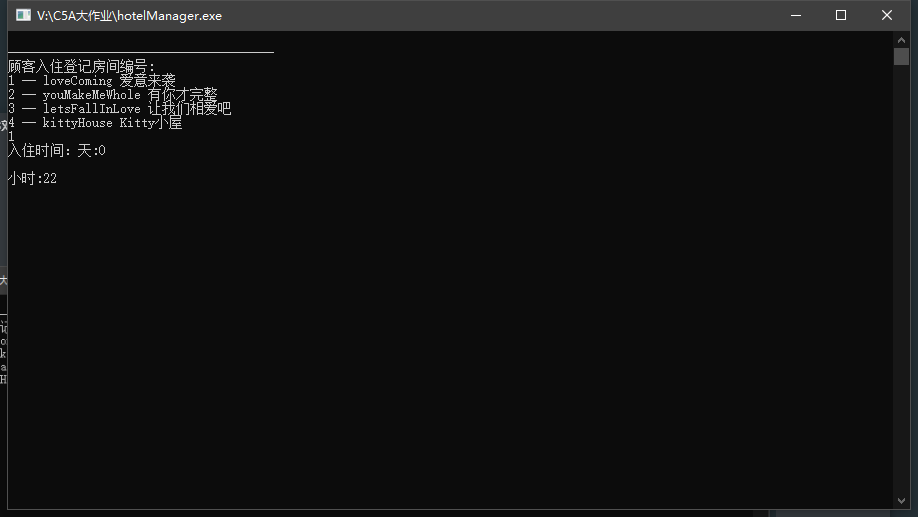 V:\C5A大作业\hotelManager.exe
顾客入住登记房间编号:
1 — loveComing 爱意来袭
2 — youMakeMeWhole 有你才完整
3 — letsFallInLove 让我们相爱吧
4 — kittyHouse Kitty小屋
1
入住时间：天:0
小时:22